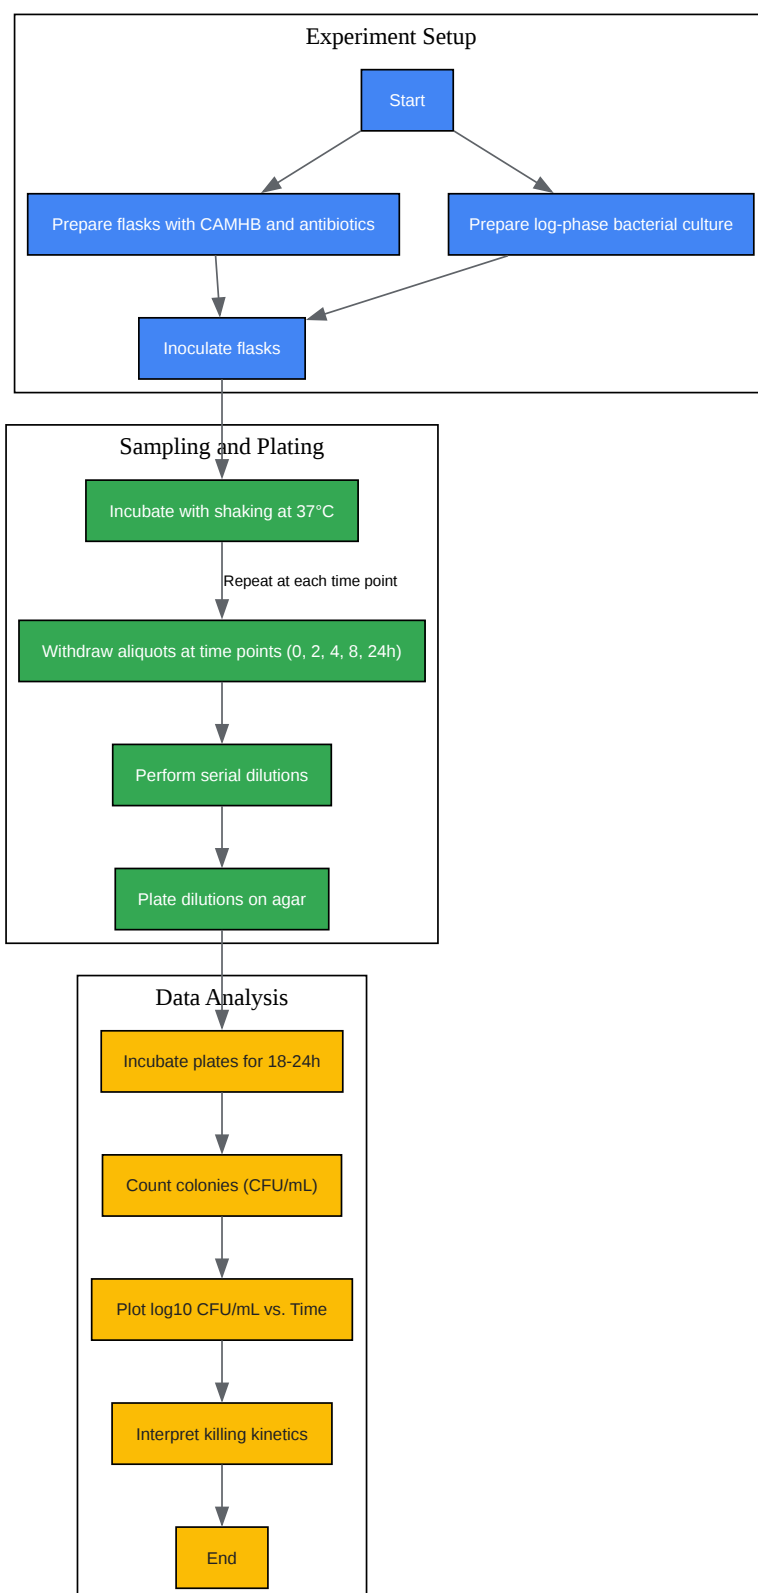 Experiment Setup
Start
Prepare flasks with CAMHB and antibiotics
Prepare log-phase bacterial culture
Inoculate flasks
Sampling and Plating
Incubate with shaking at 37°C
Repeat at each time point
Withdraw aliquots at time points (0, 2, 4, 8, 24h)
Perform serial dilutions
Plate dilutions on agar
Data Analysis
Incubate plates for 18-24h
Count colonies (CFU/mL)
Plot log10 CFU/mL vs. Time
Interpret killing kinetics
End